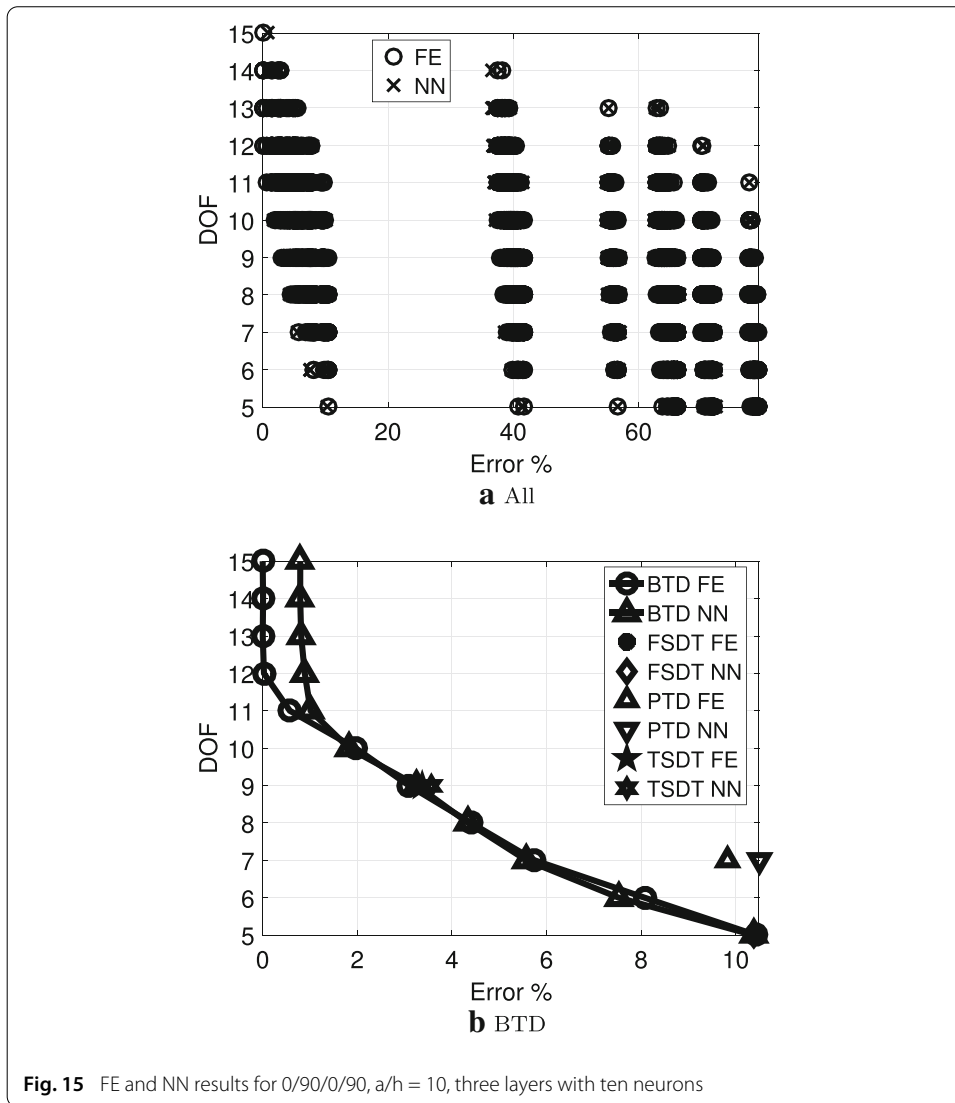 15
14
13
12
11
10
9
8
7
6
5
DOF
FE
NN
0 20 40 60
Error %
a All
15
14
13
12
11
10
9
8
7
6
5
DOF
BTD FE
BTD NN
FSDT FE
FSDT NN
PTD FE
PTD NN
TSDT FE
TSDT NN
0 2 4 6 8 10
Error %
b BTD
Fig. 15 FE and NN results for 0/90/0/90, a/h = 10, three layers with ten neurons